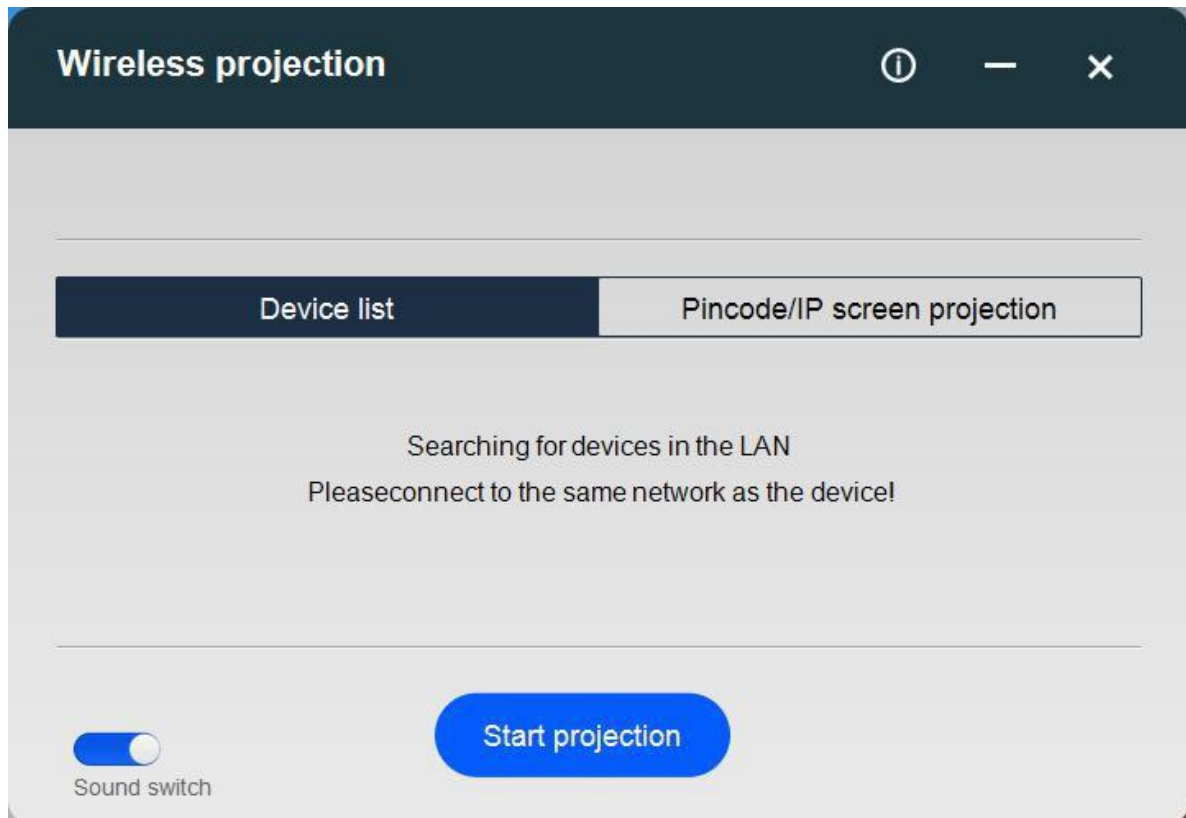 Wireless projection
Device list
Pincode/IP screen projection
Searching for devices in the LAN
Pleaseconnect to the same network as the device!
Start projection
Sound switch